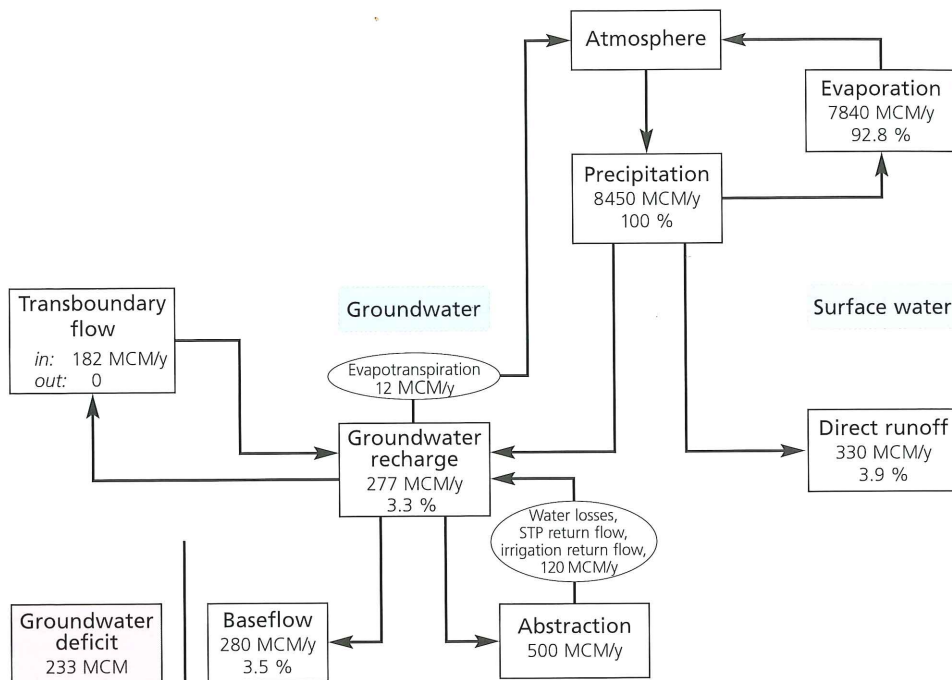 Atmosphere
Evaporation
7840 MCM/y
92.8 %
Precipitation
8450 MCM/y
100 %
Transboundary
flow
in: 182 MCM/y
out: 0
Groundwater
Surface water
Evapotranspiration
12 MCM/y
Groundwater
recharge
277 MCM/y
3.3 %
Direct runoff
330 MCM/y
3.9 %
Water losses,
STP return flow,
irrigation return flow,
120 MCM/y
Groundwater
deficit
233 MCM
Baseflow
280 MCM/y
3.5 %
Abstraction
500 MCM/y